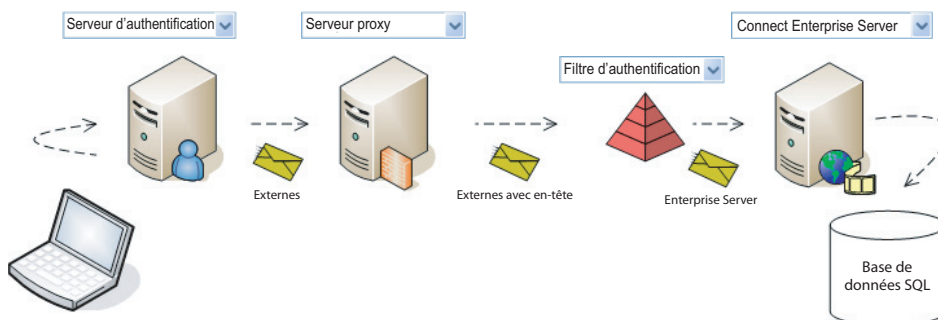 Serveur d'authentification
Serveur proxy
Connect Enterprise Server
Filtre d'authentification
Externes
Externes avec en-tête
Enterprise Server
Base de
données SQL